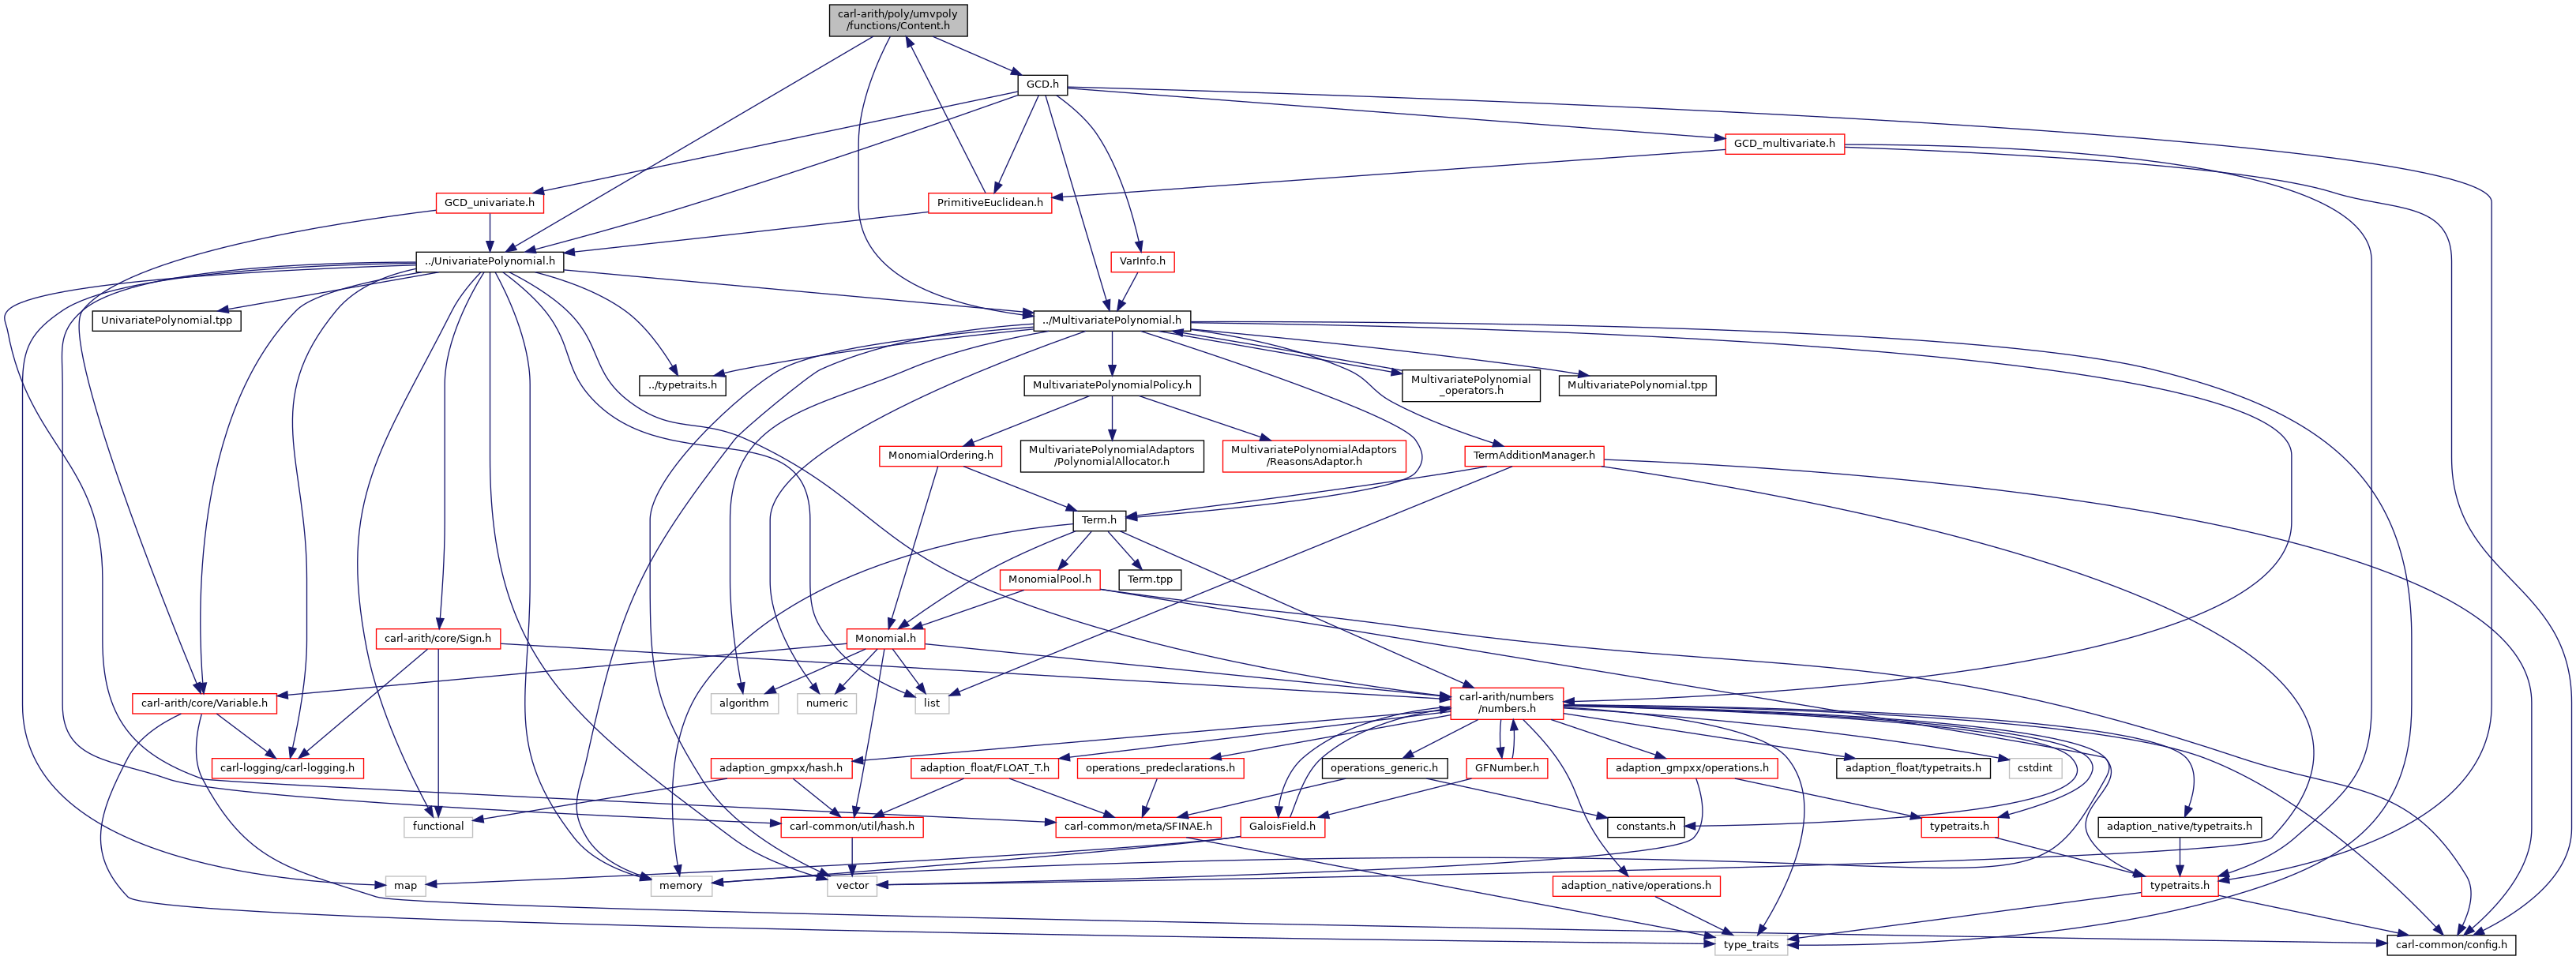 carl-arith/poly/umvpoly
/functions/Content.h
GCD.h
GCD_multivariate.h
GCD_univariate.h
PrimitiveEuclidean.h
../UnivariatePolynomial.h
VarInfo.h
UnivariatePolynomial.tpp
../MultivariatePolynomial.h
../typetraits.h
MultivariatePolynomialPolicy.h
MultivariatePolynomial
_operators.h
MultivariatePolynomial.tpp
MonomialOrdering.h
MultivariatePolynomialAdaptors
/PolynomialAllocator.h
MultivariatePolynomialAdaptors
/ReasonsAdaptor.h
TermAdditionManager.h
Term.h
MonomialPool.h
Term.tpp
carl-arith/core/Sign.h
Monomial.h
carl-arith/core/Variable.h
algorithm
numeric
list
carl-arith/numbers
/numbers.h
carl-logging/carl-logging.h
adaption_gmpxx/hash.h
adaption_float/FLOAT_T.h
operations_predeclarations.h
operations_generic.h
GFNumber.h
adaption_gmpxx/operations.h
adaption_float/typetraits.h
cstdint
functional
carl-common/util/hash.h
carl-common/meta/SFINAE.h
GaloisField.h
constants.h
typetraits.h
adaption_native/typetraits.h
map
memory
vector
adaption_native/operations.h
typetraits.h
type_traits
carl-common/config.h